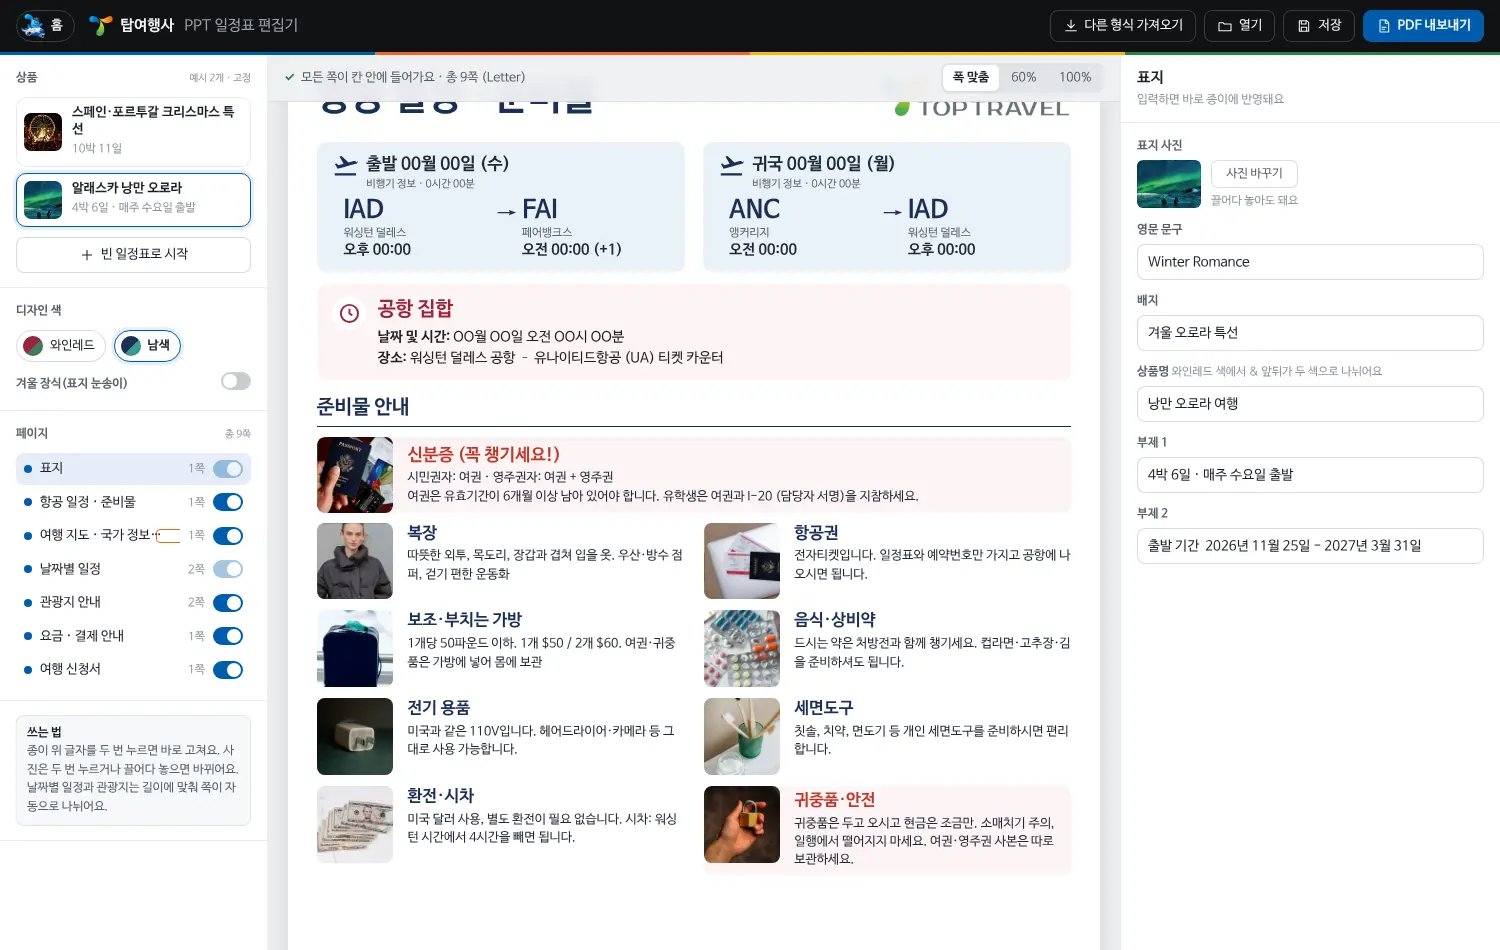 홈
탑여행사 PPT 일정표 편집기
다른 형식 가져오기
열기
저장
PDF 내보내기
상품
예시 2개 · 고정
스페인·포르투갈 크리스마스 특
선
10박 11일
알래스카 낭만 오로라
4박 6일 · 매주 수요일 출발
+ 빈 일정표로 시작
디자인 색
와인레드
남색
겨울 장식(표지 눈송이)
페이지
총 9쪽
표지 1쪽
항공 일정 · 준비물 1쪽
여행 지도 · 국가 정보… 1쪽
날짜별 일정 2쪽
관광지 안내 2쪽
요금 · 결제 안내 1쪽
여행 신청서 1쪽
쓰는 법
종이 위 글자를 두 번 누르면 바로 고쳐요. 사
진은 두 번 누르거나 끌어다 놓으면 바뀌어요.
날짜별 일정과 관광지는 길이에 맞춰 쪽이 자
동으로 나뉘어요.
모든 쪽이 칸 안에 들어가요 · 총 9쪽 (Letter)
폭 맞춤
60%
100%
TOPTRAVEL
출발 00월 00일 (수)
비행기 정보 · 0시간 00분
IAD → FAI
워싱턴 덜레스 페어뱅크스
오후 00:00 오전 00:00 (+1)
귀국 00월 00일 (월)
비행기 정보 · 0시간 00분
ANC → IAD
앵커리지 워싱턴 덜레스
오전 00:00 오후 00:00
공항 집합
날짜 및 시간: OO월 OO일 오전 OO시 OO분
장소: 워싱턴 덜레스 공항 – 유나이티드항공 (UA) 티켓 카운터
준비물 안내
신분증 (꼭 챙기세요!)
시민권자: 여권 · 영주권자: 여권 + 영주권
여권은 유효기간이 6개월 이상 남아 있어야 합니다. 유학생은 여권과 I-20 (담당자 서명)을 지참하세요.
복장
따뜻한 외투, 목도리, 장갑과 겹쳐 입을 옷. 우산·방수 점
퍼, 걷기 편한 운동화
항공권
전자티켓입니다. 일정표와 예약번호만 가지고 공항에 나
오시면 됩니다.
보조·부치는 가방
1개당 50파운드 이하. 1개 $50 / 2개 $60. 여권·귀중
품은 가방에 넣어 몸에 보관
음식·상비약
드시는 약은 처방전과 함께 챙기세요. 컵라면·고추장·김
을 준비하셔도 됩니다.
전기 용품
미국과 같은 110V입니다. 헤어드라이어·카메라 등 그
대로 사용 가능합니다.
세면도구
칫솔, 치약, 면도기 등 개인 세면도구를 준비하시면 편리
합니다.
환전·시차
미국 달러 사용, 별도 환전이 필요 없습니다. 시차: 워싱
턴 시간에서 4시간을 빼면 됩니다.
귀중품·안전
귀중품은 두고 오시고 현금은 조금만. 소매치기 주의,
일행에서 떨어지지 마세요. 여권·영주권 사본은 따로
보관하세요.
표지
입력하면 바로 종이에 반영돼요
표지 사진
사진 바꾸기
끌어다 놓아도 돼요
영문 문구
Winter Romance
배지
겨울 오로라 특선
상품명 와인레드 색에서 & 앞뒤가 두 색으로 나뉘어요
낭만 오로라 여행
부제 1
4박 6일 · 매주 수요일 출발
부제 2
출발 기간 2026년 11월 25일 – 2027년 3월 31일